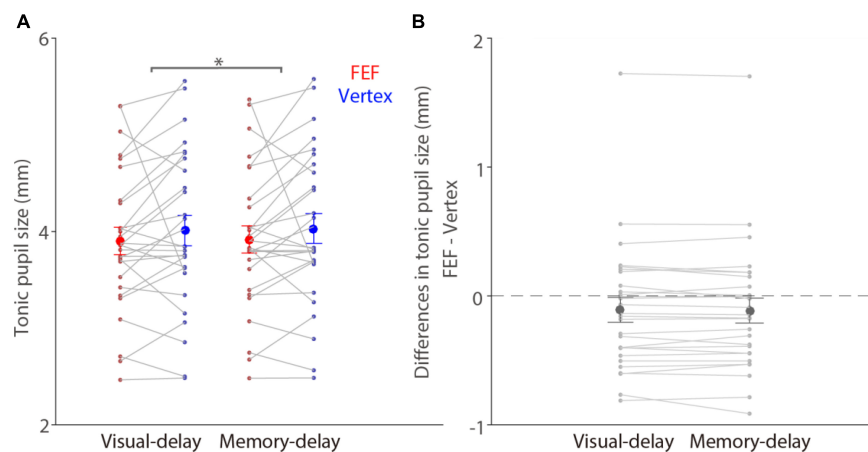 A
6
4
2
Tonic pupil size (mm)
*
FEF
Vertex
Visual-delay Memory-delay
B
2
1
0
-1
Differences in tonic pupil size (mm)
FEF - Vertex
Visual-delay Memory-delay